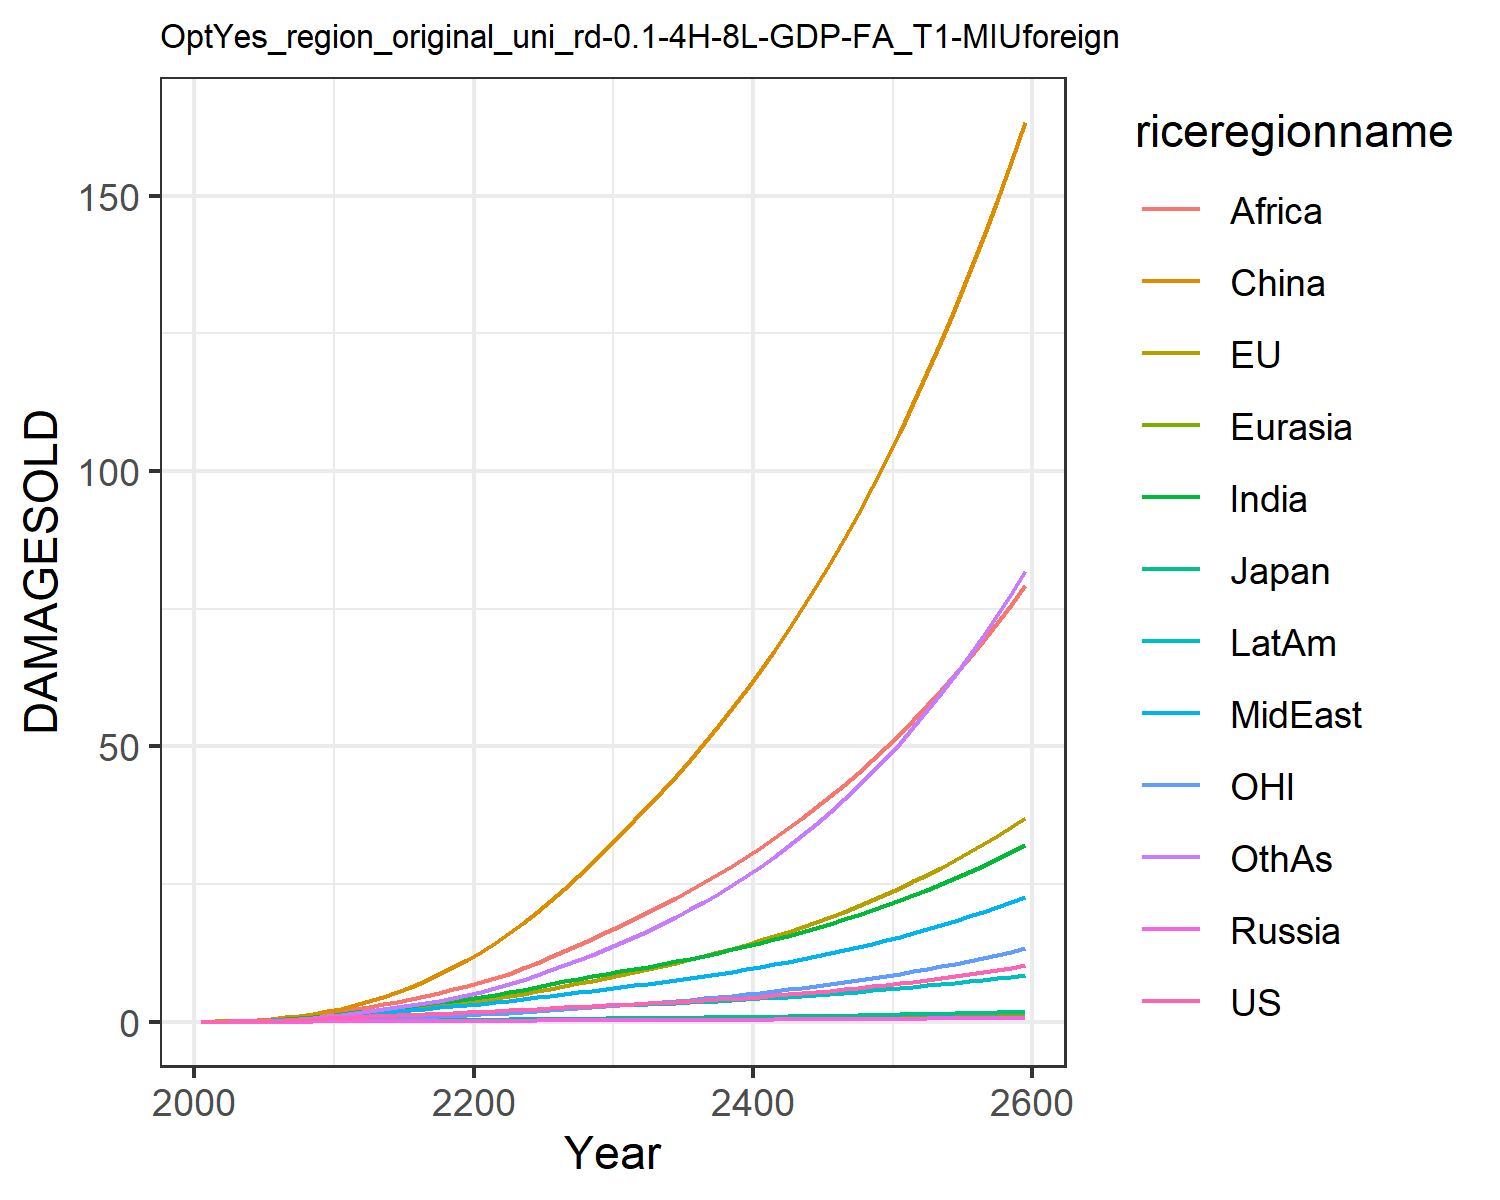 OptYes_region_original_uni_rd-0.1-4H-8L-GDP-FA_T1-MIUforeign
DAMAGESOLD
150
100
50
0
2000
2200
2400
2600
Year
riceregionname
Africa
China
EU
Eurasia
India
Japan
LatAm
MidEast
OHI
OthAs
Russia
US